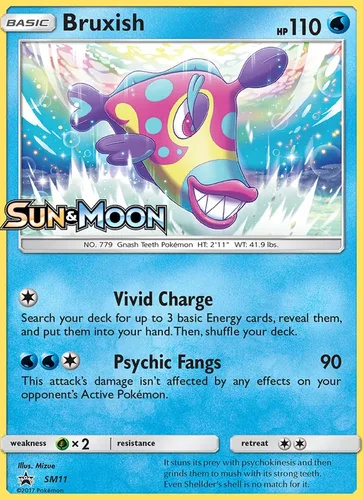 BASIC Bruxish HP 110
SUN & MOON
NO. 779 Gnash Teeth Pokémon HT: 2'11" WT: 41.9 lbs.
Vivid Charge
Search your deck for up to 3 basic Energy cards, reveal them,
and put them into your hand. Then, shuffle your deck.
Psychic Fangs 90
This attack's damage isn't affected by any effects on your
opponent's Active Pokémon.
weakness ×2 resistance retreat
Illus. Mizue
SM11
©2017 Pokémon
PROMO
It stuns its prey with psychokinesis and then
grinds them to mush with its strong teeth.
Even Shellder's shell is no match for it.